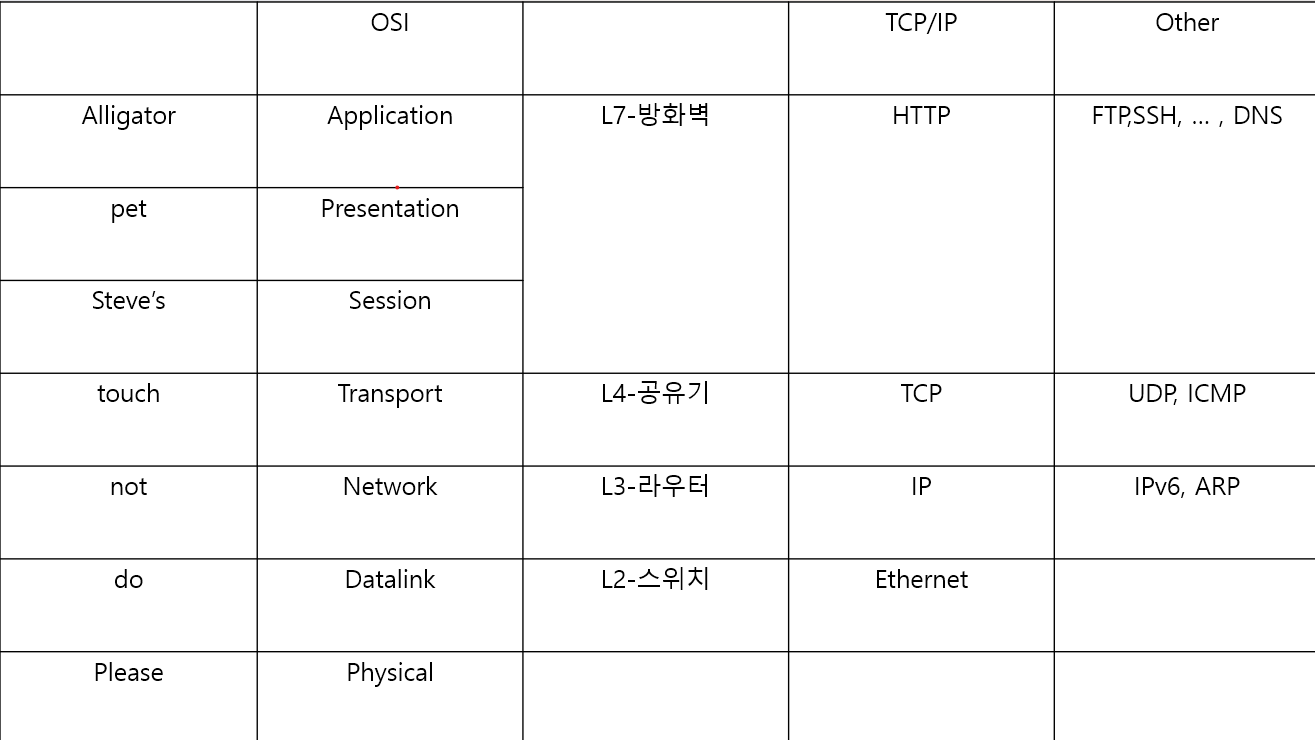 OSI TCP/IP Other
Alligator Application L7-방화벽 HTTP FTP,SSH, ... , DNS
pet Presentation
Steve’s Session
touch Transport L4-공유기 TCP UDP, ICMP
not Network L3-라우터 IP IPv6, ARP
do Datalink L2-스위치 Ethernet
Please Physical